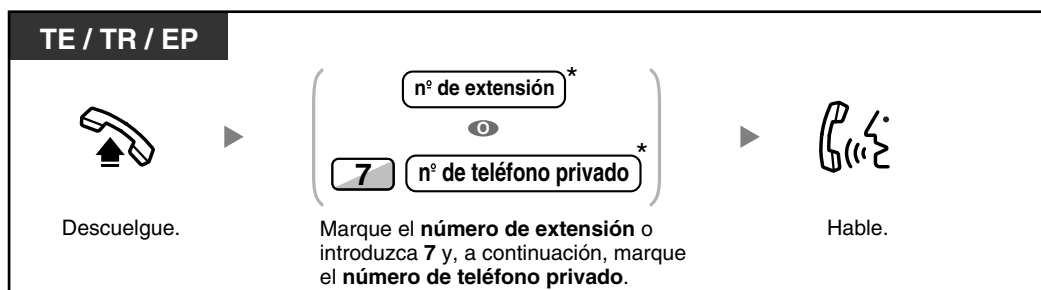 TE / TR / EP
nº de extensión*
O
7 nº de teléfono privado*
Descuelgue.
Marque el número de extensión o
introduzca 7 y, a continuación, marque
el número de teléfono privado.
Hable.